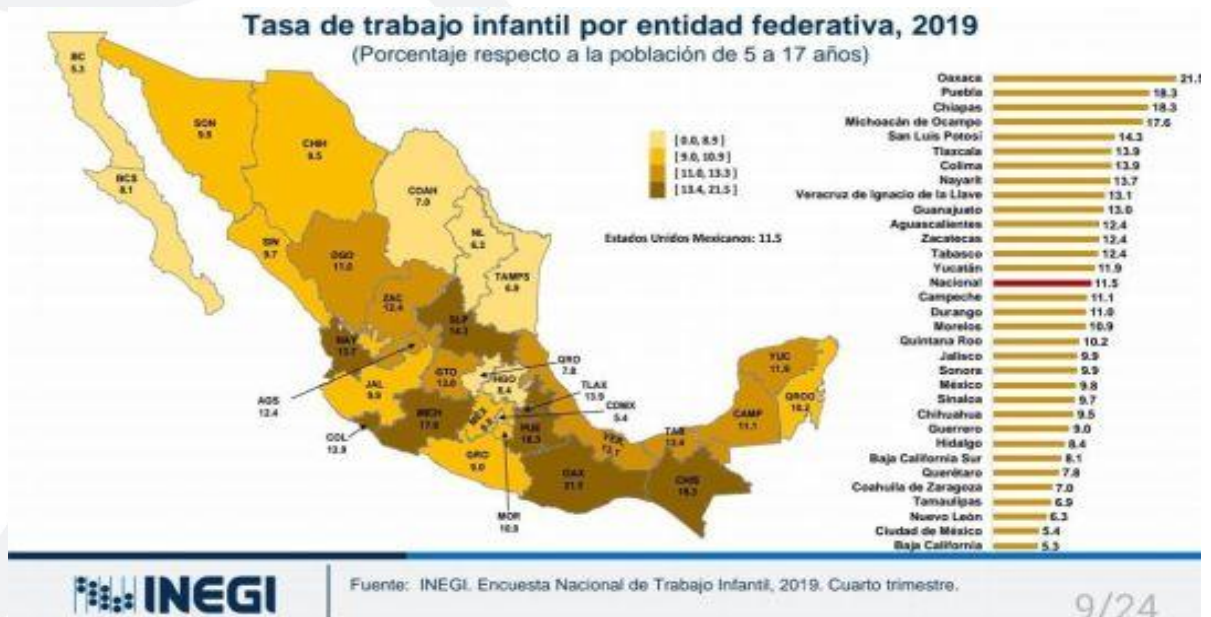 Tasa de trabajo infantil por entidad federativa, 2019
(Porcentaje respecto a la población de 5 a 17 años)
BC
5.3
SON
9.9
CHIH
9.5
BCS
8.1
COAH
7.0
NL
6.3
TAMPS
6.9
SIN
9.7
DGO
11.0
ZAC
12.4
SLP
14.3
NAY
13.7
AGS
12.4
JAL
9.9
GTO
13.0
QRO
7.8
HGO
8.4
TLAX
13.9
CDMX
5.4
COL
13.9
MICH
17.6
MEX
9.8
PUE
18.3
GRO
9.0
MOR
10.9
VER
OAX
21.5
TAB
12.4
CHIS
18.3
CAMP
11.1
YUC
11.9
QROO
10.2
[ 0.0, 8.9 ]
[ 9.0, 10.9 ]
[ 11.0, 13.3 ]
[ 13.4, 21.5 ]
Estados Unidos Mexicanos: 11.5
Oaxaca 21.5
Puebla 18.3
Chiapas 18.3
Michoacán de Ocampo 17.6
San Luis Potosí 14.3
Tlaxcala 13.9
Colima 13.9
Nayarit 13.7
Veracruz de Ignacio de la Llave 13.1
Guanajuato 13.0
Aguascalientes 12.4
Zacatecas 12.4
Tabasco 12.4
Yucatán 11.9
Nacional 11.5
Campeche 11.1
Durango 11.0
Morelos 10.9
Quintana Roo 10.2
Jalisco 9.9
Sonora 9.9
México 9.8
Sinaloa 9.7
Chihuahua 9.5
Guerrero 9.0
Hidalgo 8.4
Baja California Sur 8.1
Querétaro 7.8
Coahuila de Zaragoza 7.0
Tamaulipas 6.9
Nuevo León 6.3
Ciudad de México 5.4
Baja California 5.3
INEGI
Fuente: INEGI. Encuesta Nacional de Trabajo Infantil, 2019. Cuarto trimestre.
9/24